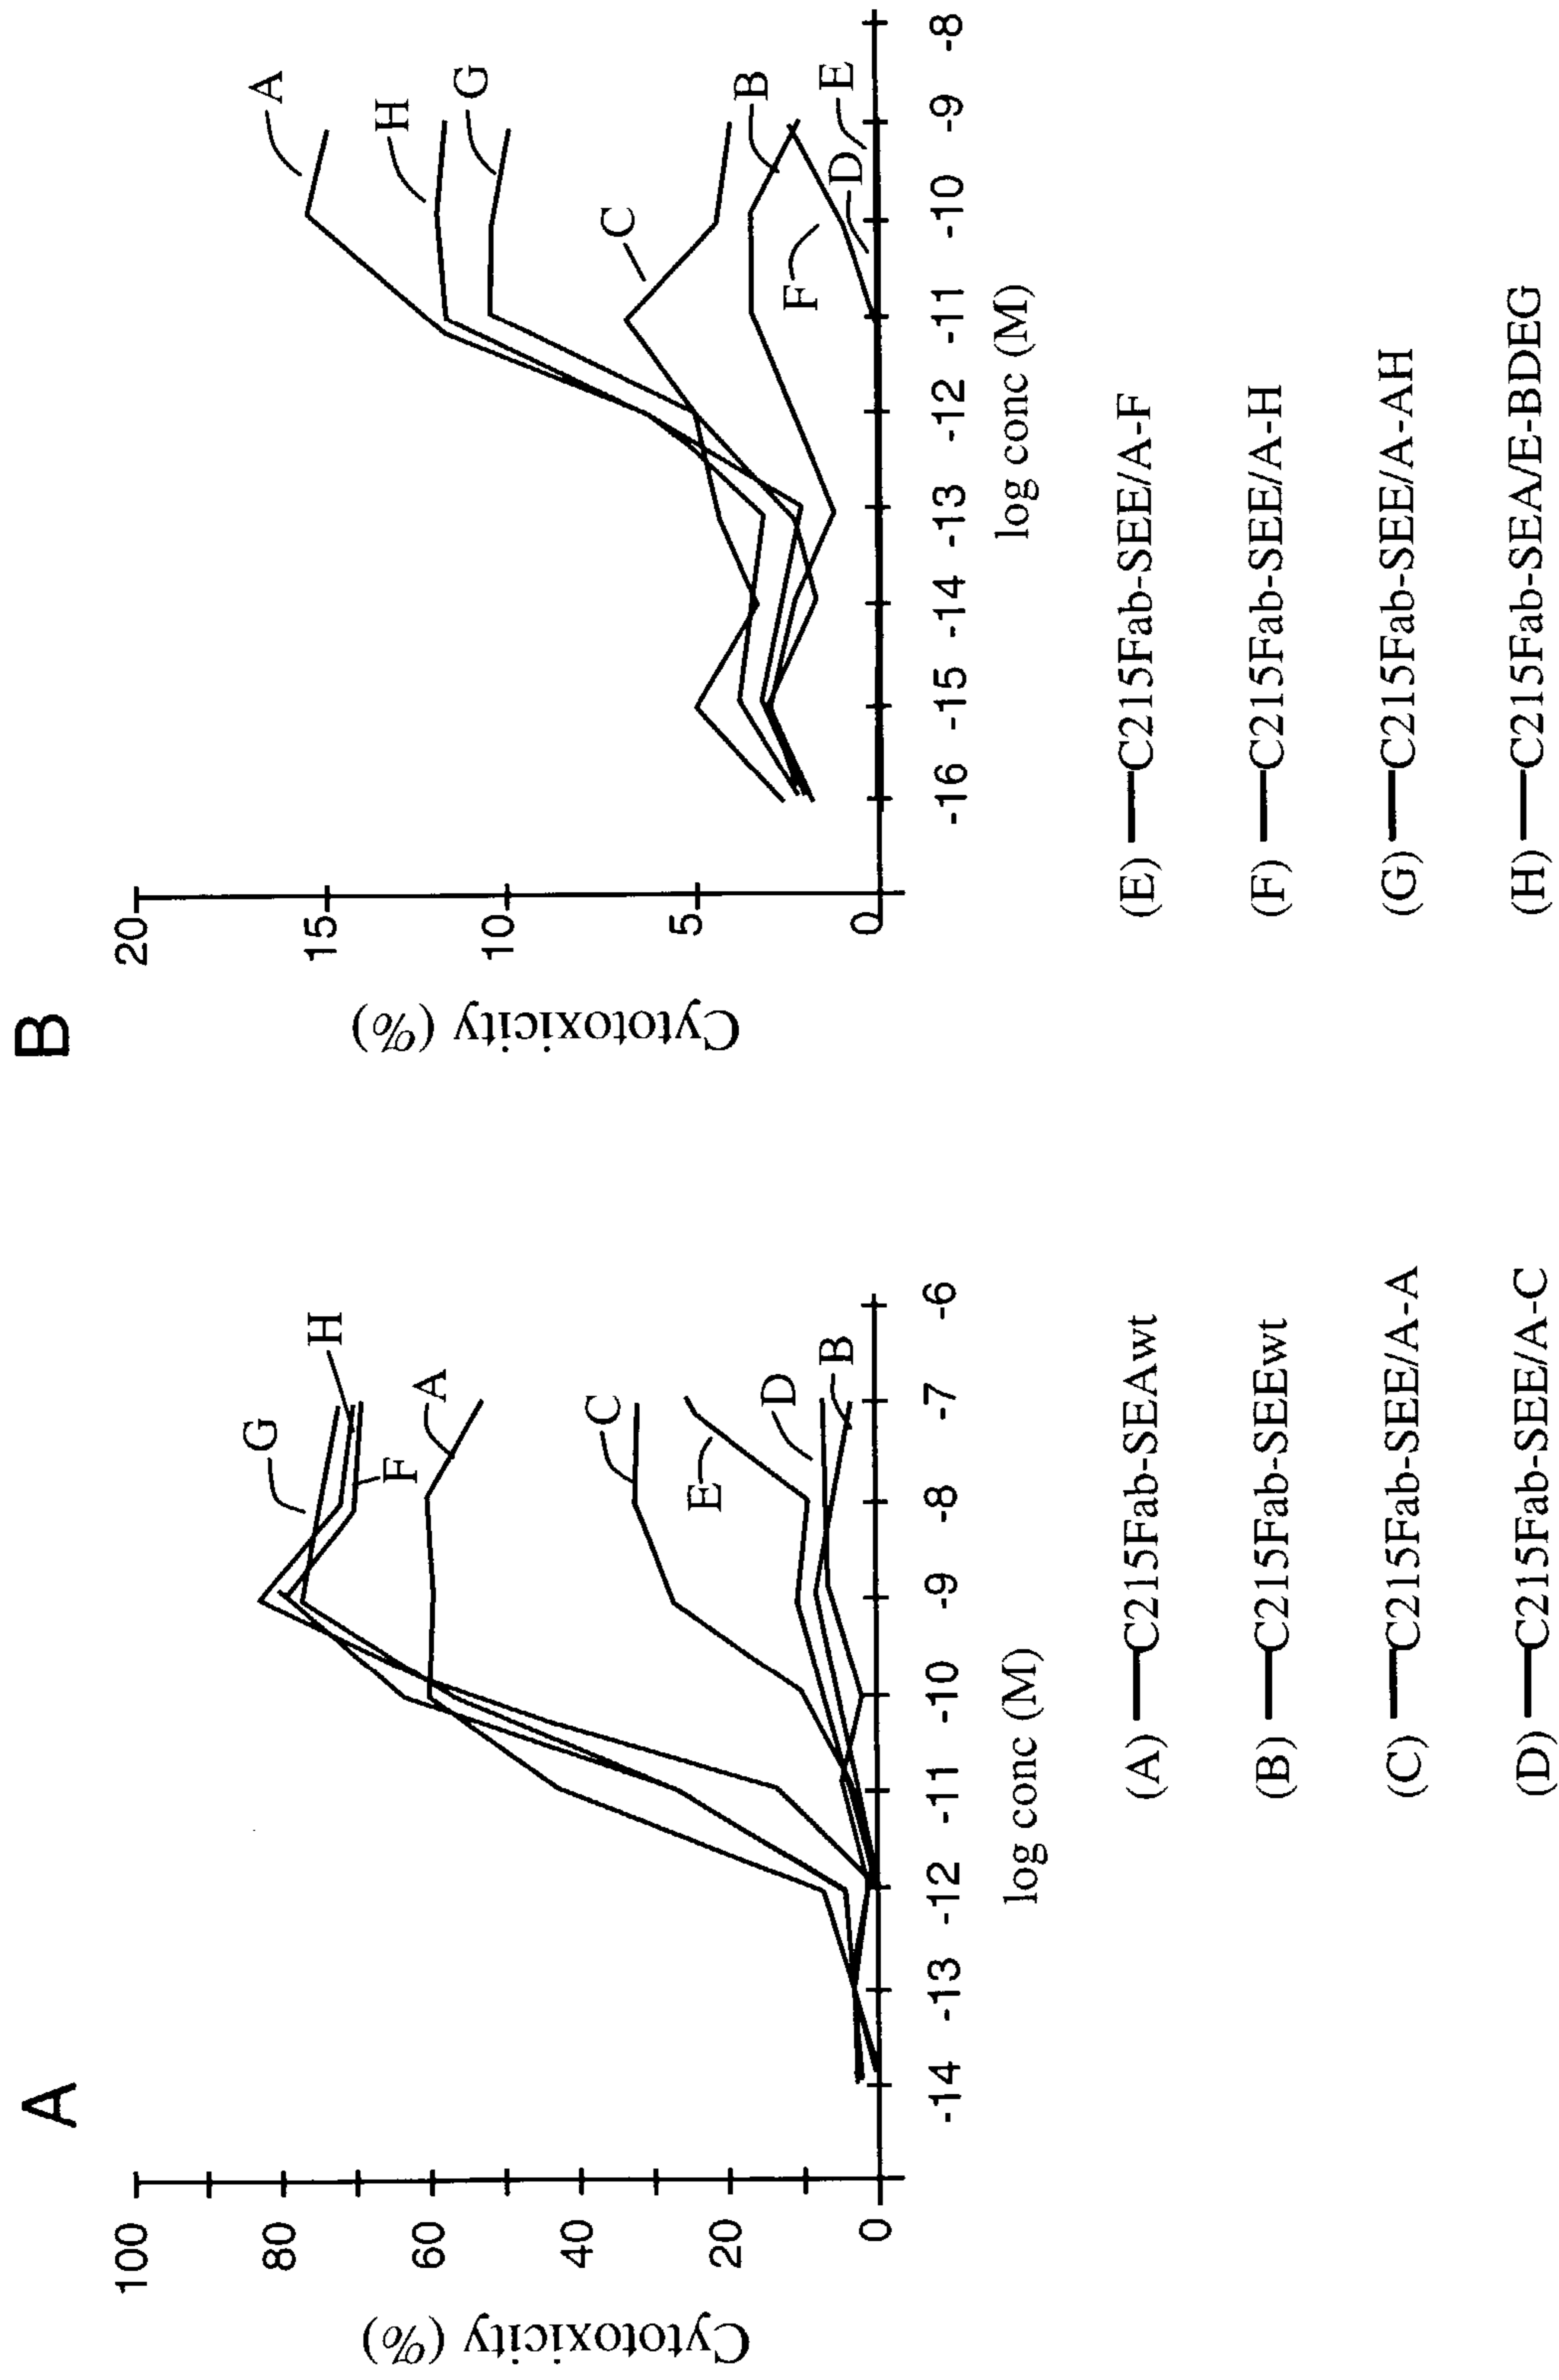 A
Cytotoxicity (%)
100
80
60
40
20
0
G
H
F
A
C
E
D
B
-14 -13 -12 -11 -10 -9 -8 -7 -6
log conc (M)
(A) C215Fab-SEAwt
(B) C215Fab-SEEwt
(C) C215Fab-SEE/A-A
(D) C215Fab-SEE/A-C
B
Cytotoxicity (%)
20
15
10
5
0
A
H
G
C
B
F
D
E
-16 -15 -14 -13 -12 -11 -10 -9 -8
log conc (M)
(E) C215Fab-SEE/A-F
(F) C215Fab-SEE/A-H
(G) C215Fab-SEE/A-AH
(H) C215Fab-SEA/E-BDEG